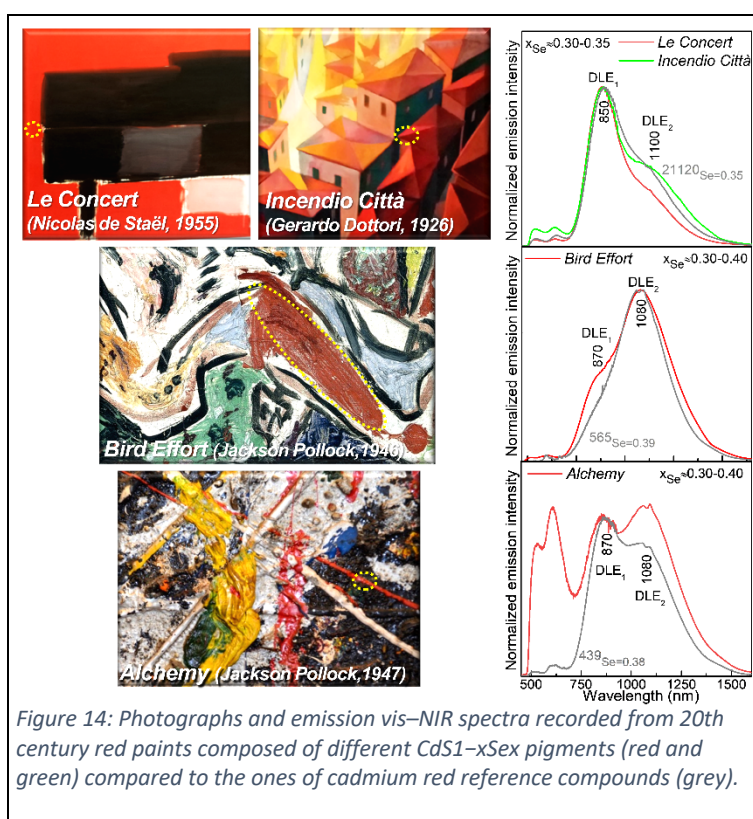 Le Concert
(Nicolas de Staël, 1955)
Incendio Città
(Gerardo Dottori, 1926)
Bird Effort (Jackson Pollock,1946)
Alchemy (Jackson Pollock,1947)
Normalized emission intensity
xSe≈0.30-0.35
Le Concert
Incendio Città
DLE1
850
DLE2
1100
21120Se=0.35
Normalized emission intensity
Bird Effort
xSe≈0.30-0.40
DLE2
1080
DLE1
870
565Se=0.39
Normalized emission intensity
Alchemy
xSe≈0.30-0.40
870
DLE1
1080
DLE2
439Se=0.38
500 750 1000 1250 1500
Wavelength (nm)
Figure 14: Photographs and emission vis–NIR spectra recorded from 20th
century red paints composed of different CdS1−xSex pigments (red and
green) compared to the ones of cadmium red reference compounds (grey).